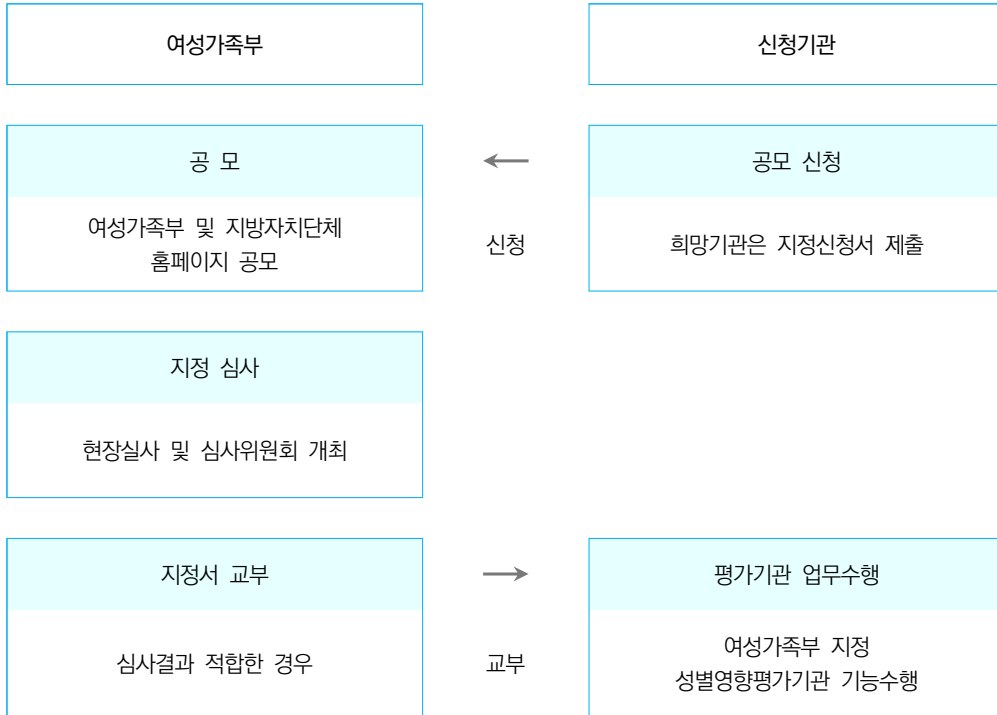 여성가족부
신청기관
공 모
공모 신청
여성가족부 및 지방자치단체
홈페이지 공모
신청
희망기관은 지정신청서 제출
지정 심사
현장실사 및 심사위원회 개최
지정서 교부
평가기관 업무수행
심사결과 적합한 경우
교부
여성가족부 지정
성별영향평가기관 기능수행